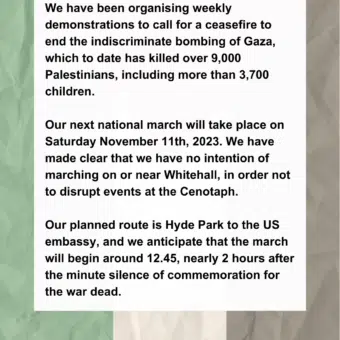 We have been organising weekly
demonstrations to call for a ceasefire to
end the indiscriminate bombing of Gaza,
which to date has killed over 9,000
Palestinians, including more than 3,700
children.
Our next national march will take place on
Saturday November 11th, 2023. We have
made clear that we have no intention of
marching on or near Whitehall, in order not
to disrupt events at the Cenotaph.
Our planned route is Hyde Park to the US
embassy, and we anticipate that the march
will begin around 12.45, nearly 2 hours after
the minute silence of commemoration for
the war dead.